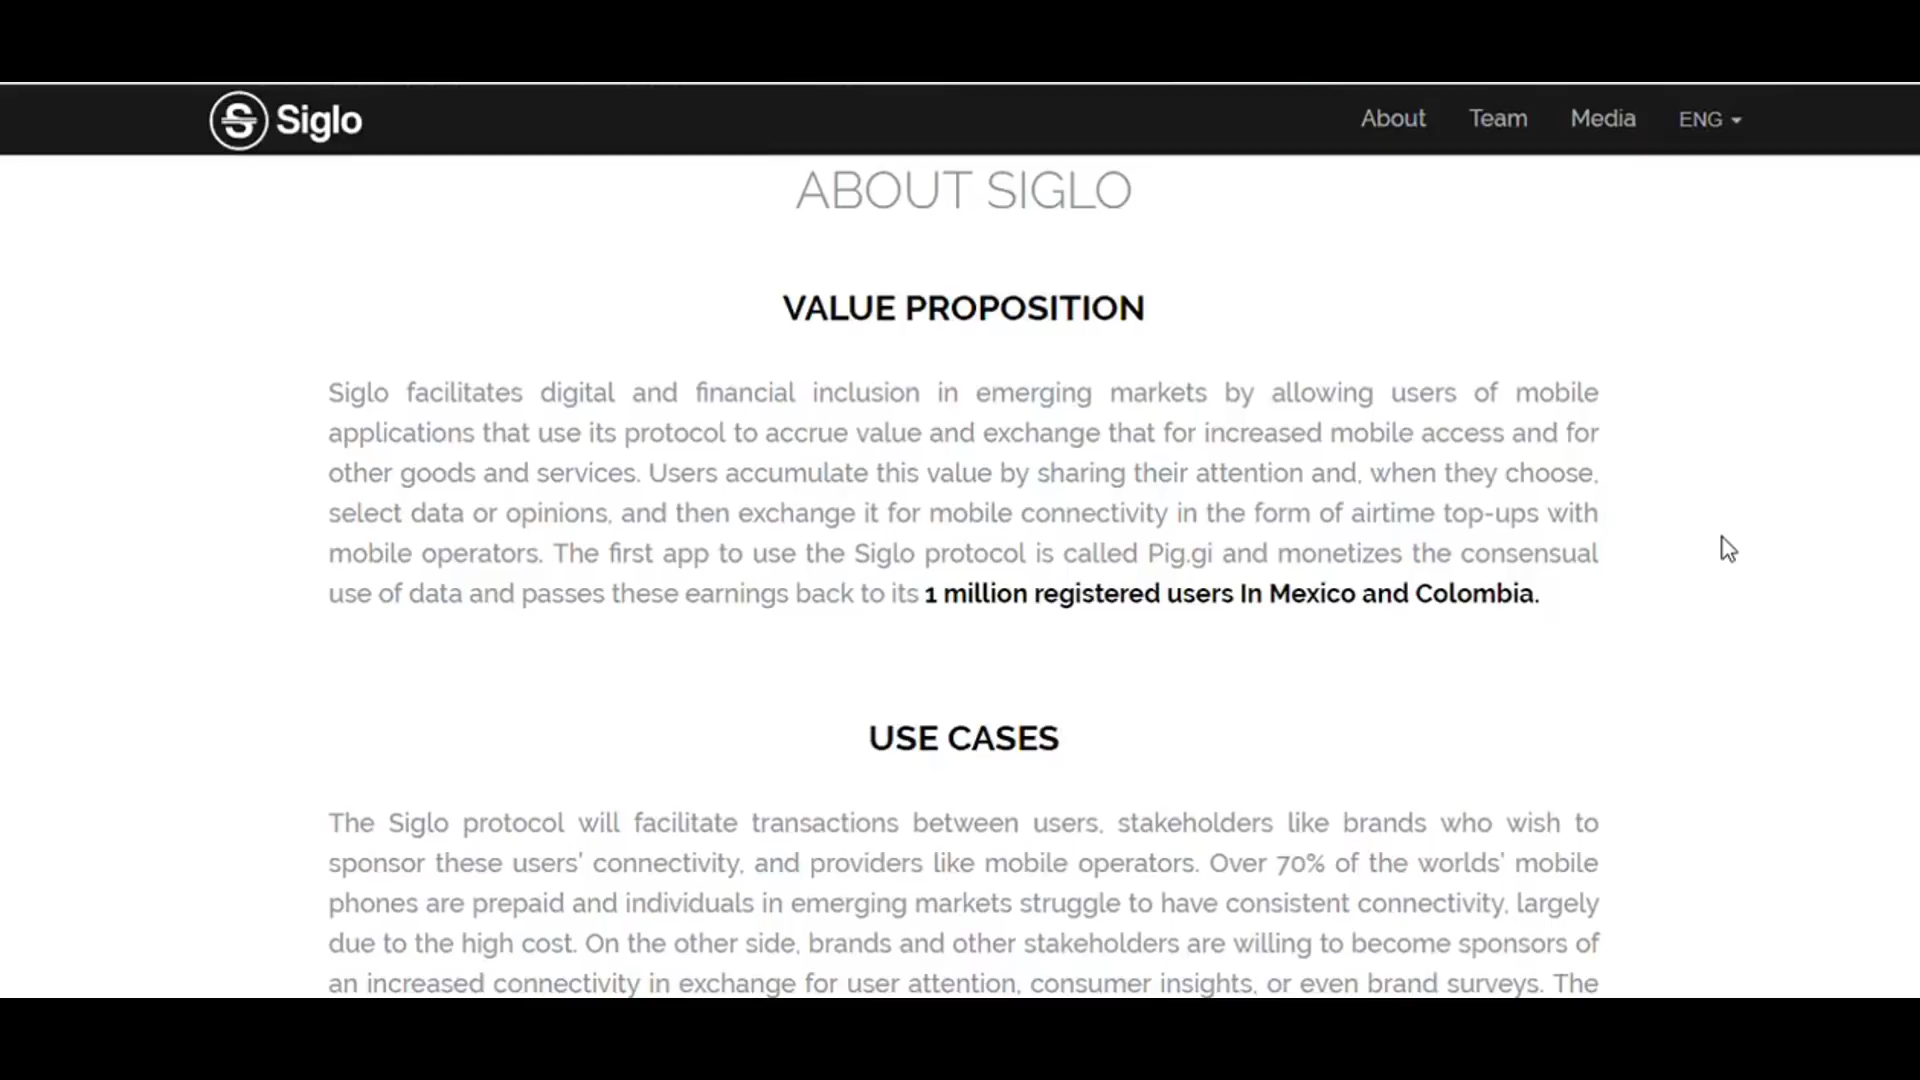 Siglo
About Team Media ENG
ABOUT SIGLO
VALUE PROPOSITION
Siglo facilitates digital and financial inclusion in emerging markets by allowing users of mobile
applications that use its protocol to accrue value and exchange that for increased mobile access and for
other goods and services. Users accumulate this value by sharing their attention and, when they choose,
select data or opinions, and then exchange it for mobile connectivity in the form of airtime top-ups with
mobile operators. The first app to use the Siglo protocol is called Pig.gi and monetizes the consensual
use of data and passes these earnings back to its 1 million registered users In Mexico and Colombia.
USE CASES
The Siglo protocol will facilitate transactions between users, stakeholders like brands who wish to
sponsor these users’ connectivity, and providers like mobile operators. Over 70% of the worlds’ mobile
phones are prepaid and individuals in emerging markets struggle to have consistent connectivity, largely
due to the high cost. On the other side, brands and other stakeholders are willing to become sponsors of
an increased connectivity in exchange for user attention, consumer insights, or even brand surveys. The